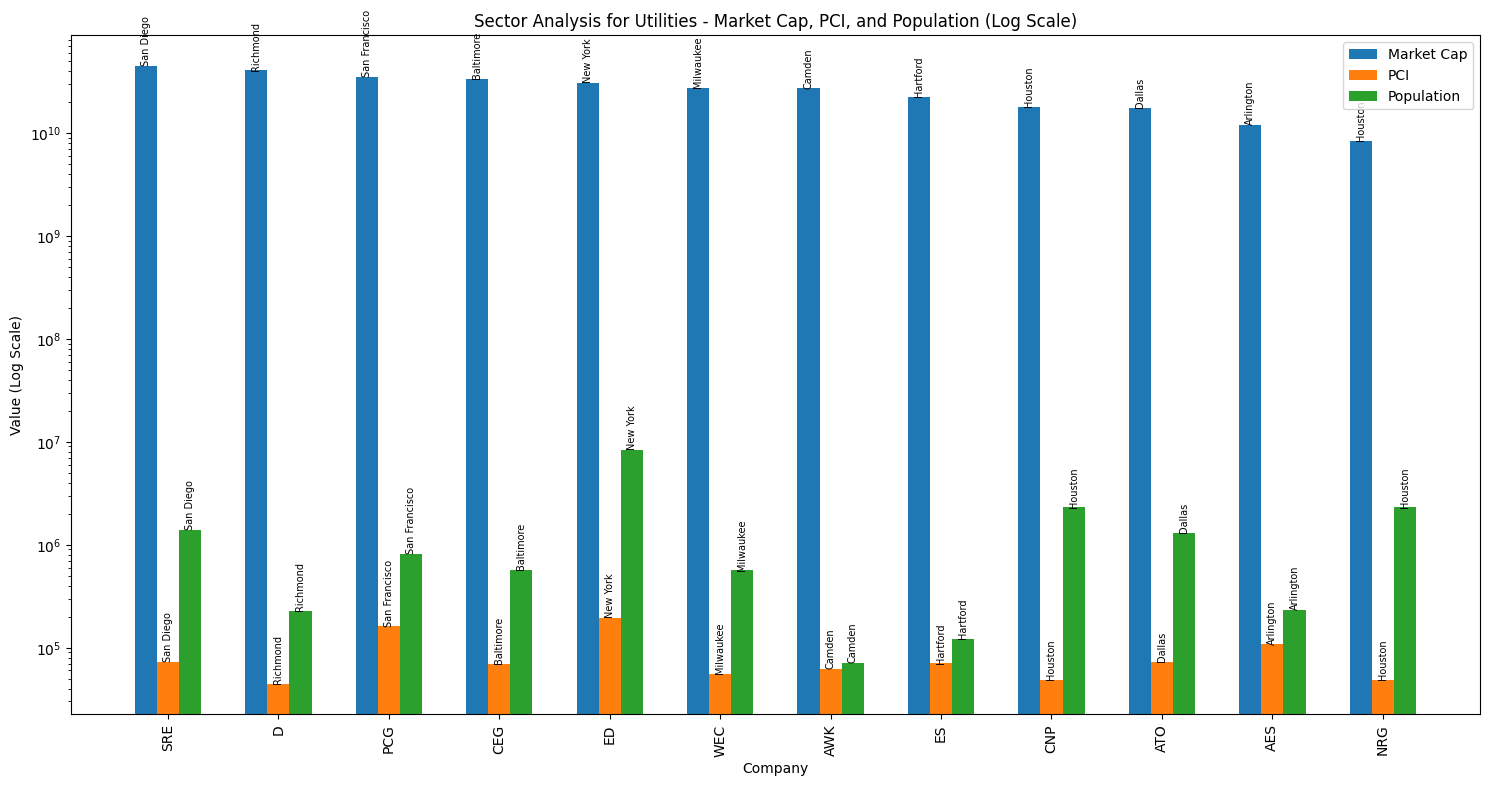 Sector Analysis for Utilities - Market Cap, PCI, and Population (Log Scale)
Market Cap
PCI
Population
Value (Log Scale)
10^10
10^9
10^8
10^7
10^6
10^5
San Diego
Richmond
San Francisco
Baltimore
New York
Milwaukee
Camden
Hartford
Houston
Dallas
Arlington
Houston
San Diego
Richmond
San Francisco
Baltimore
New York
Milwaukee
Camden
Hartford
Houston
Dallas
Arlington
Houston
San Diego
Richmond
San Francisco
Baltimore
New York
Milwaukee
Camden
Hartford
Houston
Dallas
Arlington
Houston
SRE
D
PCG
CEG
ED
WEC
AWK
ES
CNP
ATO
AES
NRG
Company